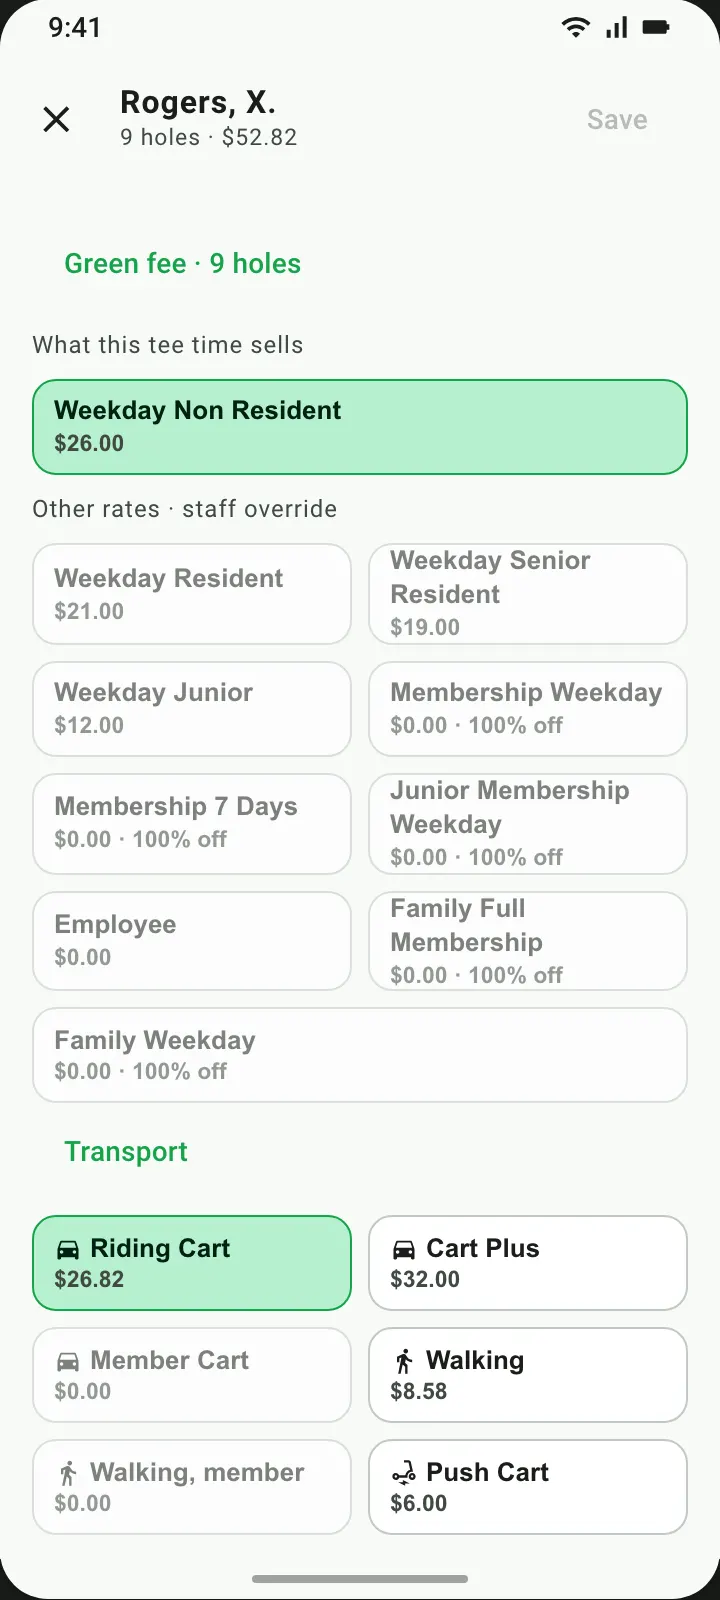 9:41
Rogers, X.
9 holes · $52.82
Save
Green fee · 9 holes
What this tee time sells
Weekday Non Resident
$26.00
Other rates · staff override
Weekday Resident
$21.00
Weekday Senior
Resident
$19.00
Weekday Junior
$12.00
Membership Weekday
$0.00 · 100% off
Membership 7 Days
$0.00 · 100% off
Junior Membership
Weekday
$0.00 · 100% off
Employee
$0.00
Family Full
Membership
$0.00 · 100% off
Family Weekday
$0.00 · 100% off
Transport
Riding Cart
$26.82
Cart Plus
$32.00
Member Cart
$0.00
Walking
$8.58
Walking, member
$0.00
Push Cart
$6.00